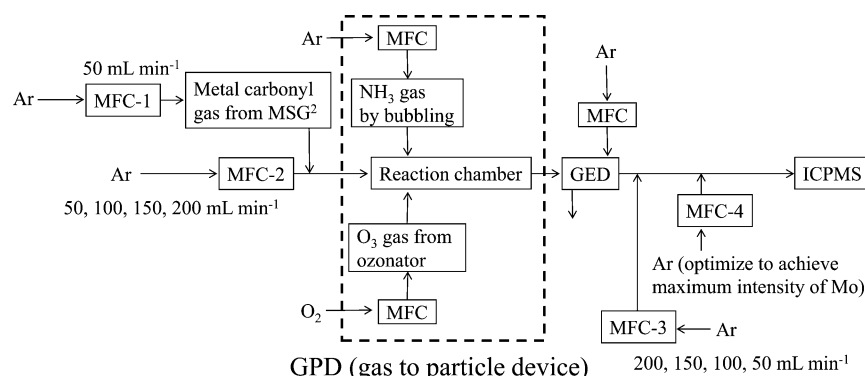 Ar
MFC
50 mL min⁻¹
Ar
MFC-1
Metal carbonyl
gas from MSG²
NH₃ gas
by bubbling
Ar
MFC
Ar
MFC-2
50, 100, 150, 200 mL min⁻¹
Reaction chamber
GED
ICPMS
MFC-4
Ar (optimize to achieve
maximum intensity of Mo)
O₃ gas from
ozonator
O₂
MFC
MFC-3
Ar
200, 150, 100, 50 mL min⁻¹
GPD (gas to particle device)